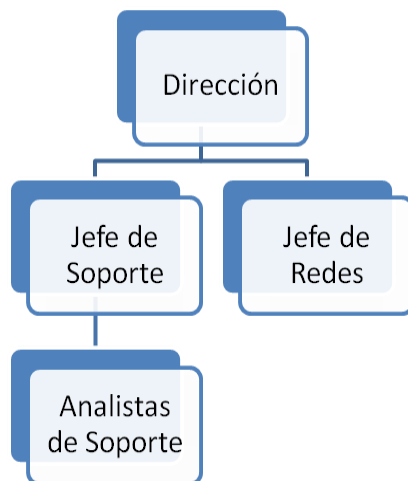 Dirección
Jefe de
Soporte
Jefe de
Redes
Analistas
de Soporte